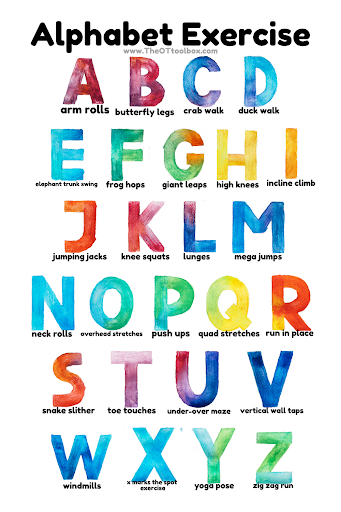 Alphabet Exercise
www.TheOTtoolbox.com
A B C D
arm rolls butterfly legs crab walk duck walk
E F G H I
elephant trunk swing frog hops giant leaps high knees incline climb
J K L M
jumping jacks knee squats lunges mega jumps
N O P Q R
neck rolls overhead stretches push ups quad stretches run in place
S T U V
snake slither toe touches under-over maze vertical wall taps
W X Y Z
windmills x marks the spot exercise yoga pose zig zag run